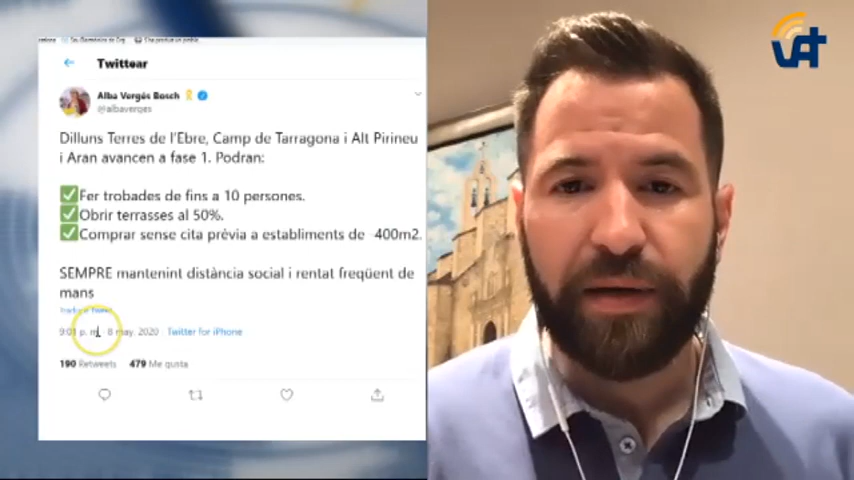 Twittear
Alba Vergés Bosch
@albaverges
Dilluns Terres de l'Ebre, Camp de Tarragona i Alt Pirineu
i Aran avancen a fase 1. Podran:
✅Fer trobades de fins a 10 persones.
✅Obrir terrasses al 50%.
✅Comprar sense cita prèvia a establiments de -400m2.
SEMPRE mantenint distància social i rentat freqüent de
mans
9:01 p. m. · 8 may. 2020 · Twitter for iPhone
190 Retweets 479 Me gusta